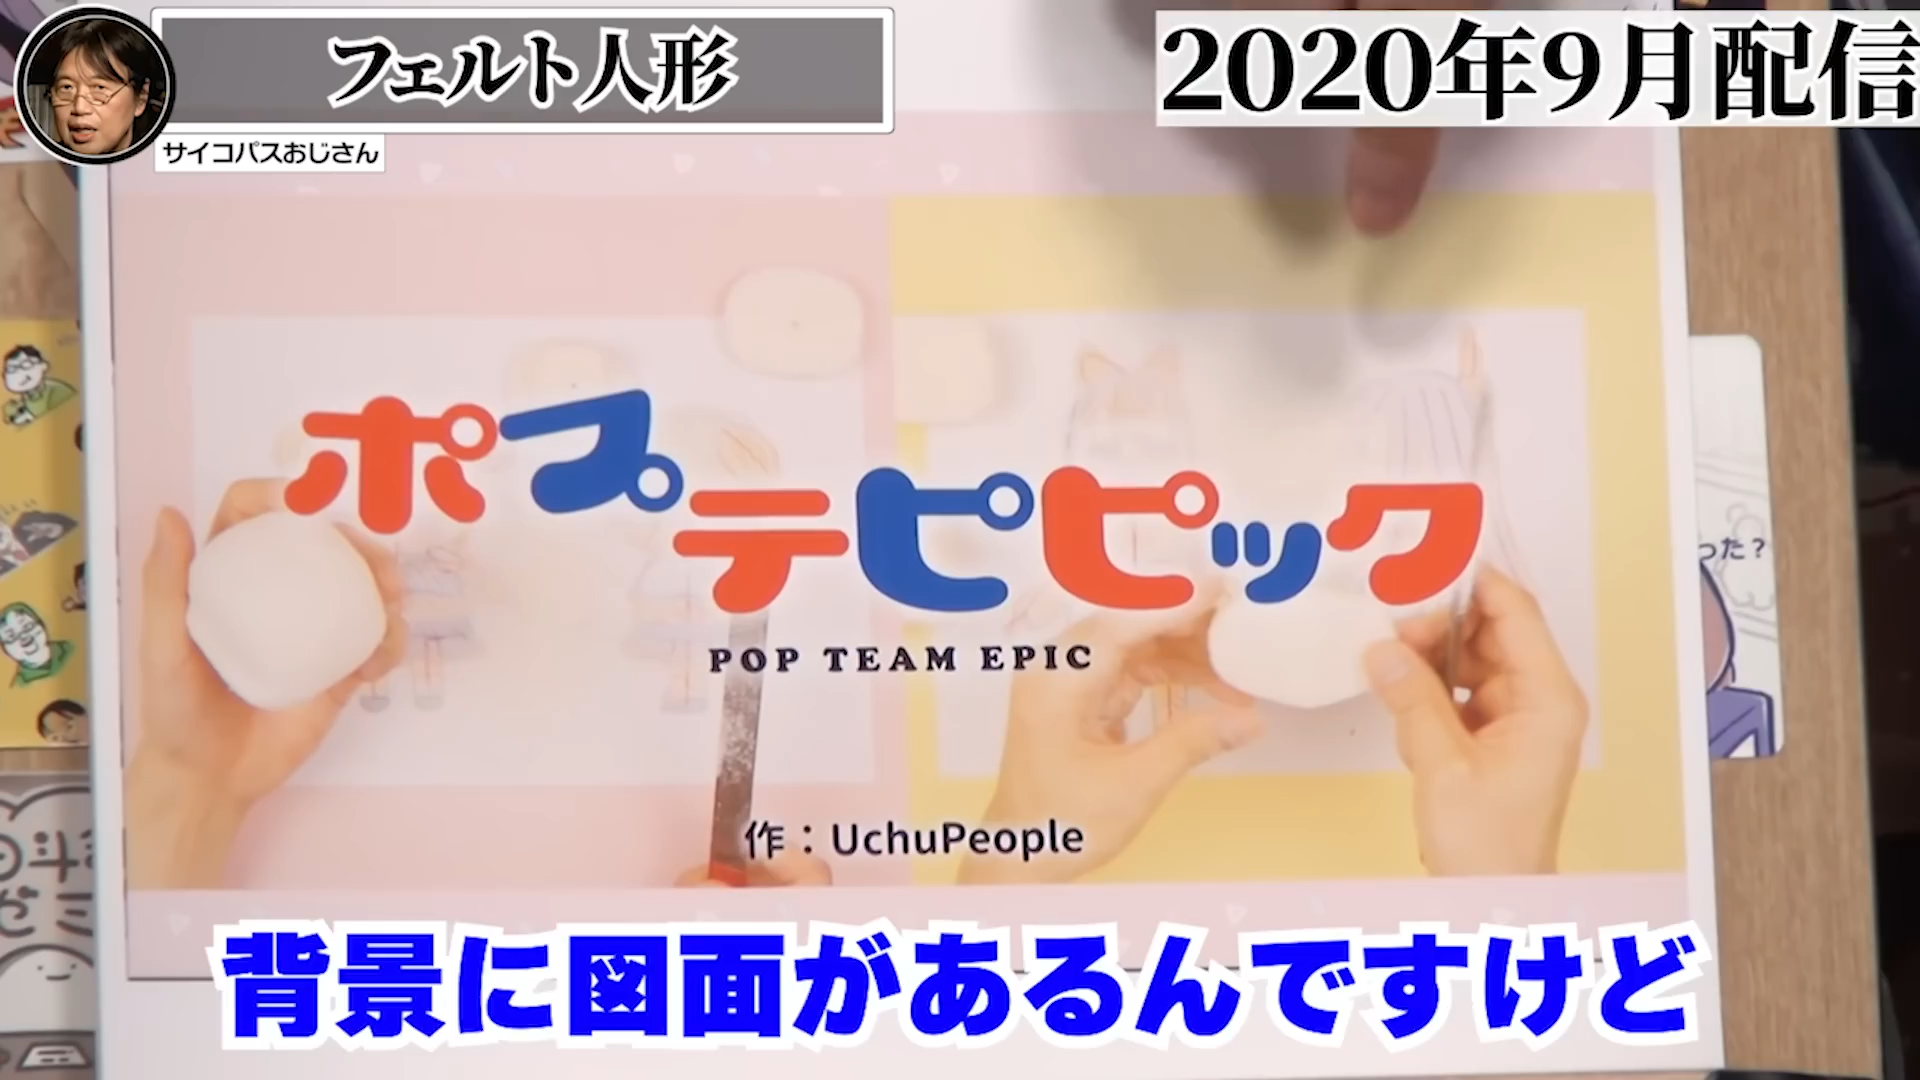 フェルト人形
2020年9月配信
サイコパスおじさん
ポプテピピック
POP TEAM EPIC
った？
作：UchuPeople
背景に図面があるんですけど